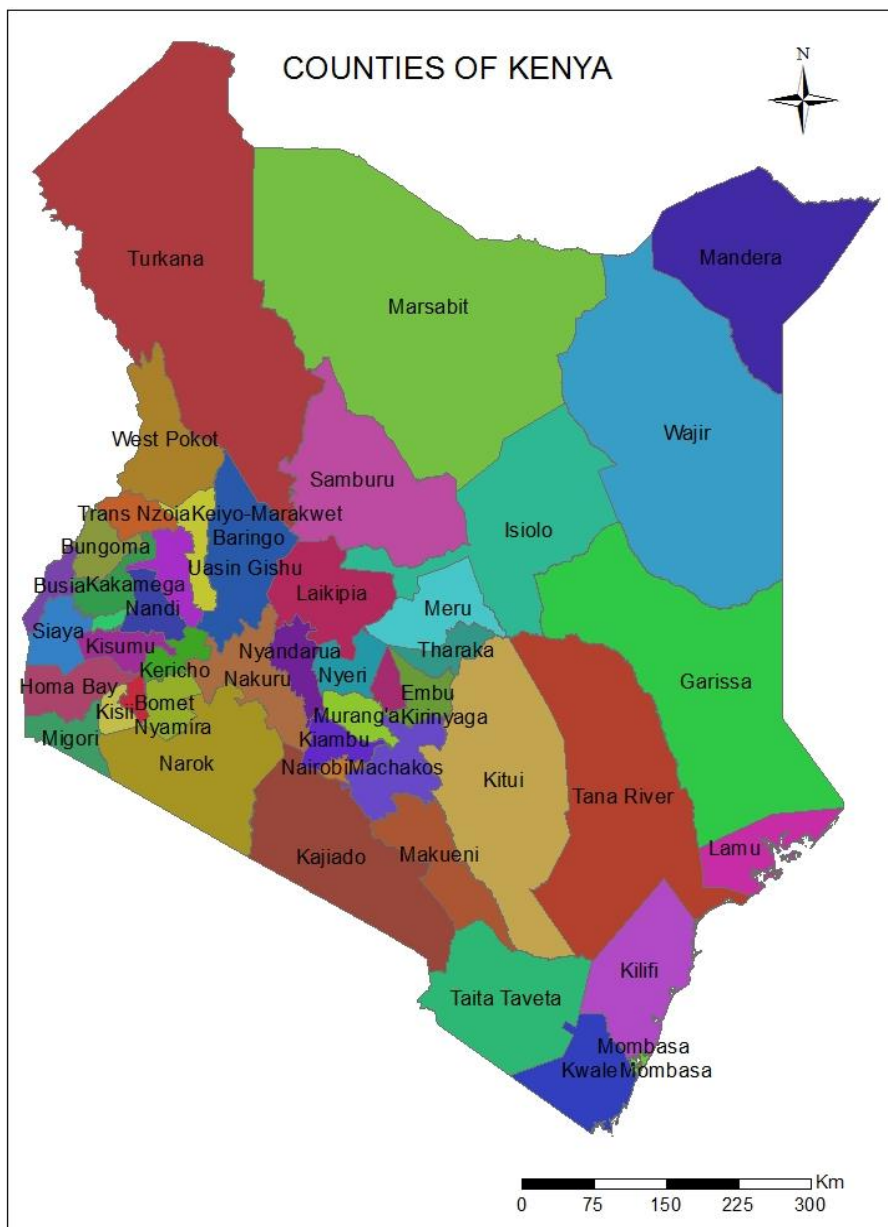 COUNTIES OF KENYA
N
Mandera
Turkana
Marsabit
Wajir
West Pokot
Samburu
Trans Nzoia
Keiyo-Marakwet
Isiolo
Baringo
Bungoma
Uasin Gishu
Busia
Kakamega
Laikipia
Nandi
Meru
Siaya
Kisumu
Nyandarua
Tharaka
Kericho
Nakuru
Nyeri
Garissa
Homa Bay
Embu
Kisii
Bomet
Murang'a
Kirinyaga
Nyamira
Migori
Kiambu
Narok
Nairobi
Machakos
Kitui
Tana River
Lamu
Kajiado
Makueni
Kilifi
Taita Taveta
Mombasa
Kwale
Mombasa
Km
0 75 150 225 300